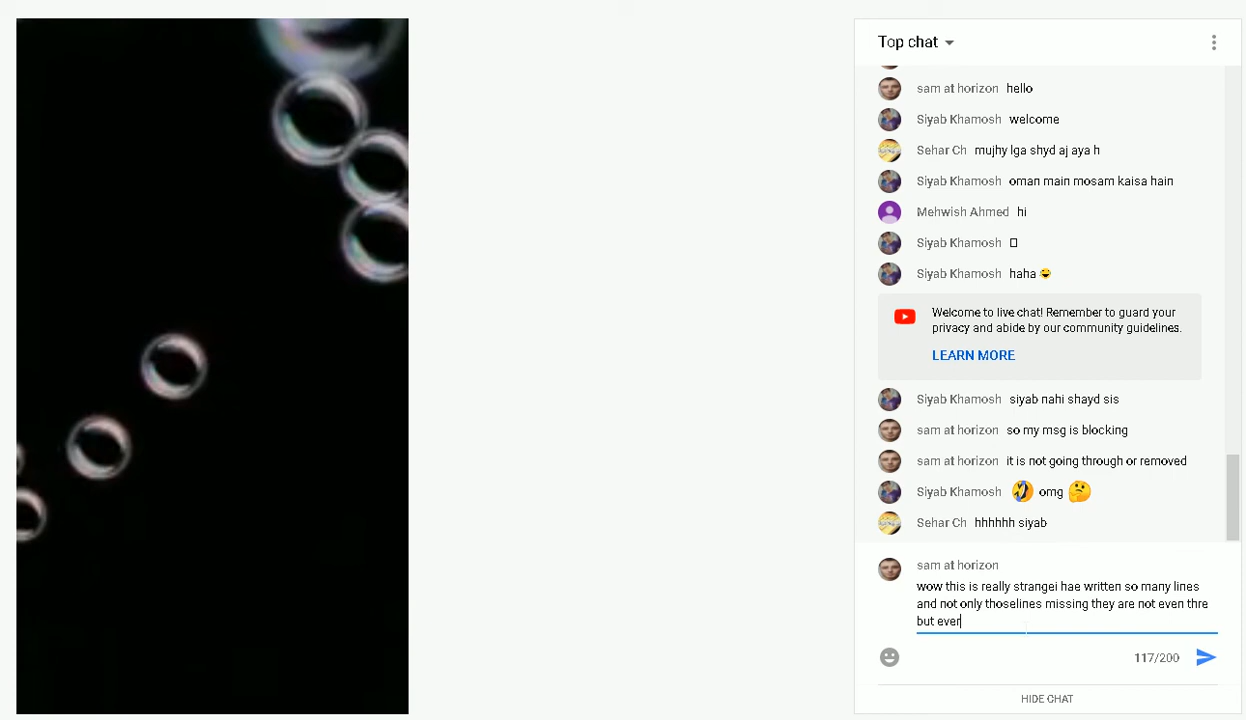 Top chat
sam at horizon hello
Siyab Khamosh welcome
Sehar Ch mujhy lga shyd aj aya h
Siyab Khamosh oman main mosam kaisa hain
Mehwish Ahmed hi
Siyab Khamosh
Siyab Khamosh haha 😂
Welcome to live chat! Remember to guard your
privacy and abide by our community guidelines.
LEARN MORE
Siyab Khamosh siyab nahi shayd sis
sam at horizon so my msg is blocking
sam at horizon it is not going through or removed
Siyab Khamosh 🤣 omg 🤔
Sehar Ch hhhhhh siyab
sam at horizon
wow this is really strangei hae written so many lines
and not only thoselines missing they are not even thre
but ever
117/200
HIDE CHAT